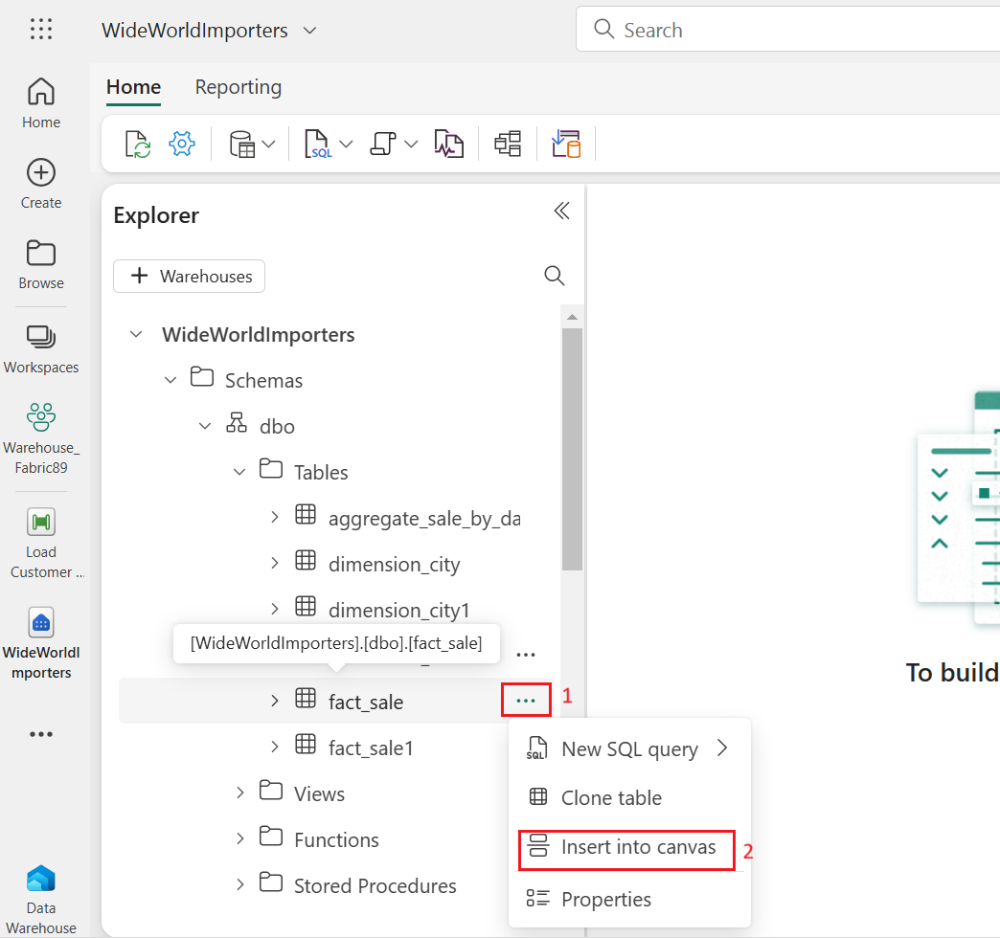 WideWorldImporters
Search
Home
Reporting
Home
Create
Browse
Workspaces
Warehouse_
Fabric89
Load
Customer ...
WideWorldI
mporters
Data
Warehouse
SQL
Explorer
Warehouses
WideWorldImporters
Schemas
dbo
Tables
aggregate_sale_by_da
dimension_city
dimension_city1
[WideWorldImporters].[dbo].[fact_sale]
fact_sale
1
fact_sale1
Views
Functions
Stored Procedures
SQL
New SQL query
Clone table
Insert into canvas
2
Properties
To build